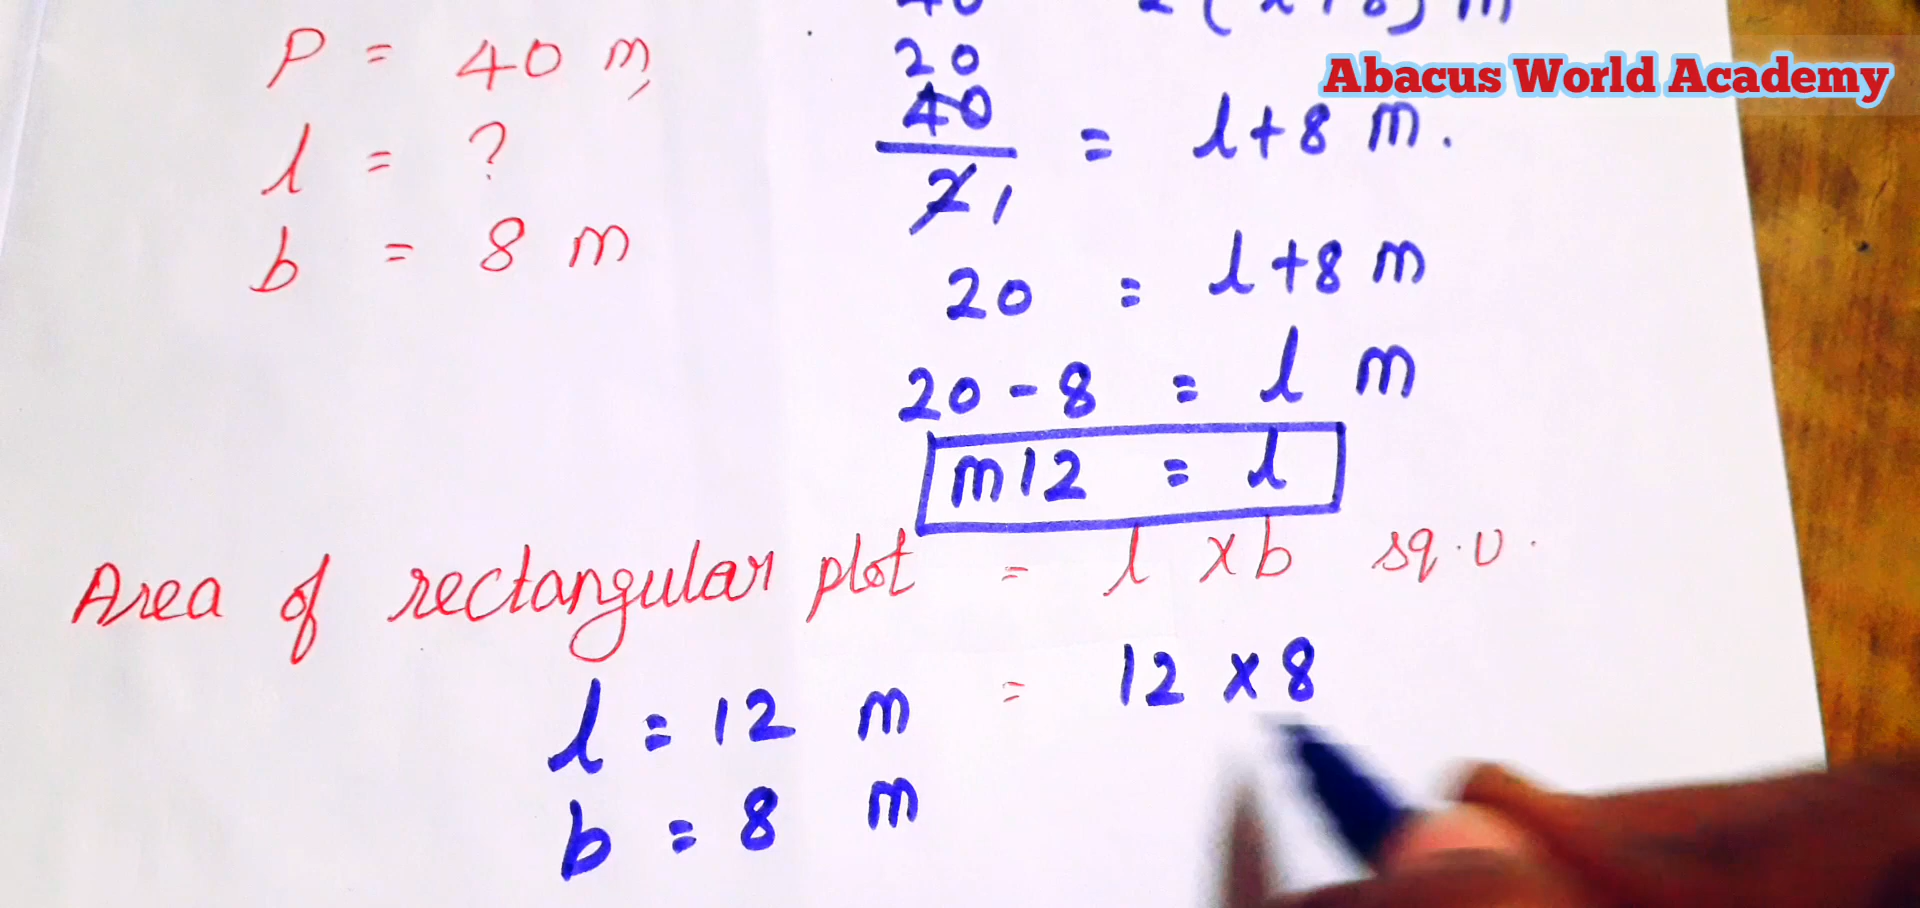 P = 40 m,
l = ?
b = 8 m
Abacus World Academy
20
40
— = l+8 m.
2 1
20 = l+8 m
20 - 8 = l m
m12 = l
Area of rectangular plot = l x b sq.u.
= 12 x 8
l = 12 m
b = 8 m